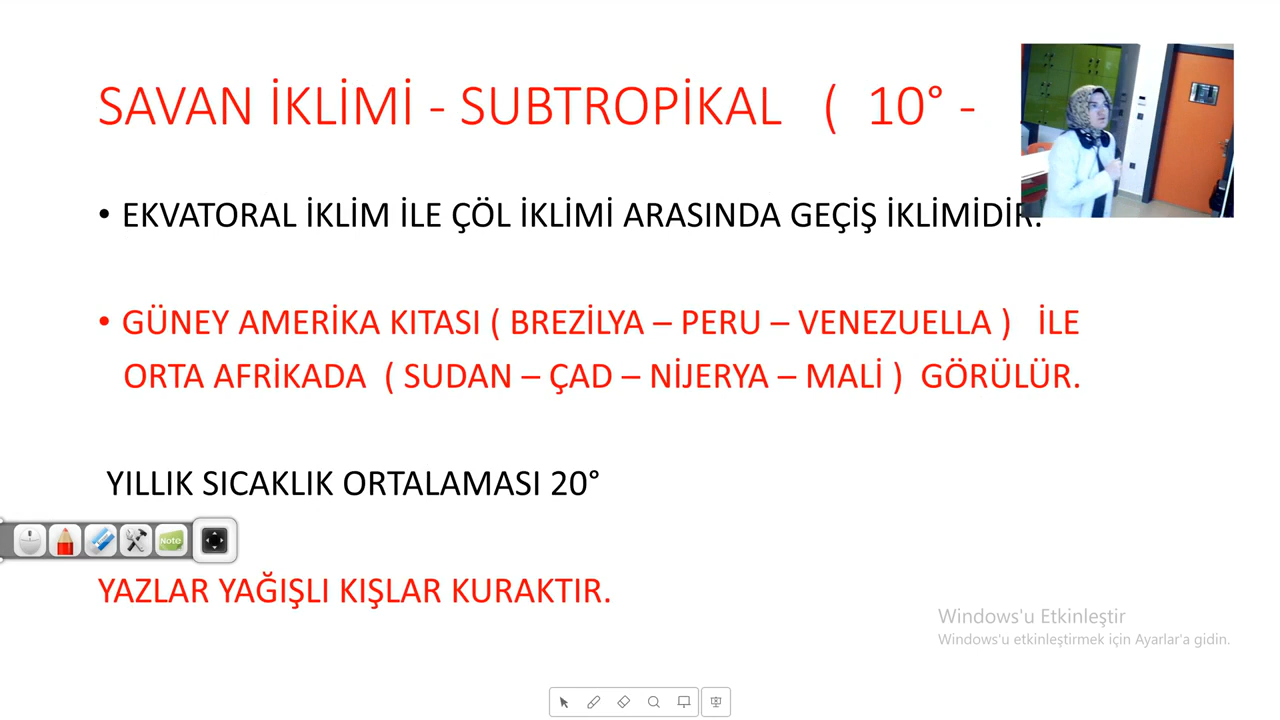 SAVAN İKLİMİ - SUBTROPİKAL ( 10° -
• EKVATORAL İKLİM İLE ÇÖL İKLİMİ ARASINDA GEÇİŞ İKLİMİDİR.
• GÜNEY AMERİKA KITASI ( BREZİLYA – PERU – VENEZUELLA ) İLE
ORTA AFRİKADA ( SUDAN – ÇAD – NİJERYA – MALİ ) GÖRÜLÜR.
YILLIK SICAKLIK ORTALAMASI 20°
Note
YAZLAR YAĞIŞLI KIŞLAR KURAKTIR.
Windows'u Etkinleştir
Windows'u etkinleştirmek için Ayarlar'a gidin.